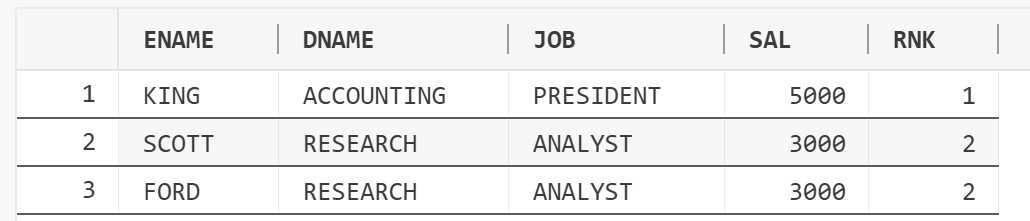 ENAME DNAME JOB SAL RNK
1 KING ACCOUNTING PRESIDENT 5000 1
2 SCOTT RESEARCH ANALYST 3000 2
3 FORD RESEARCH ANALYST 3000 2